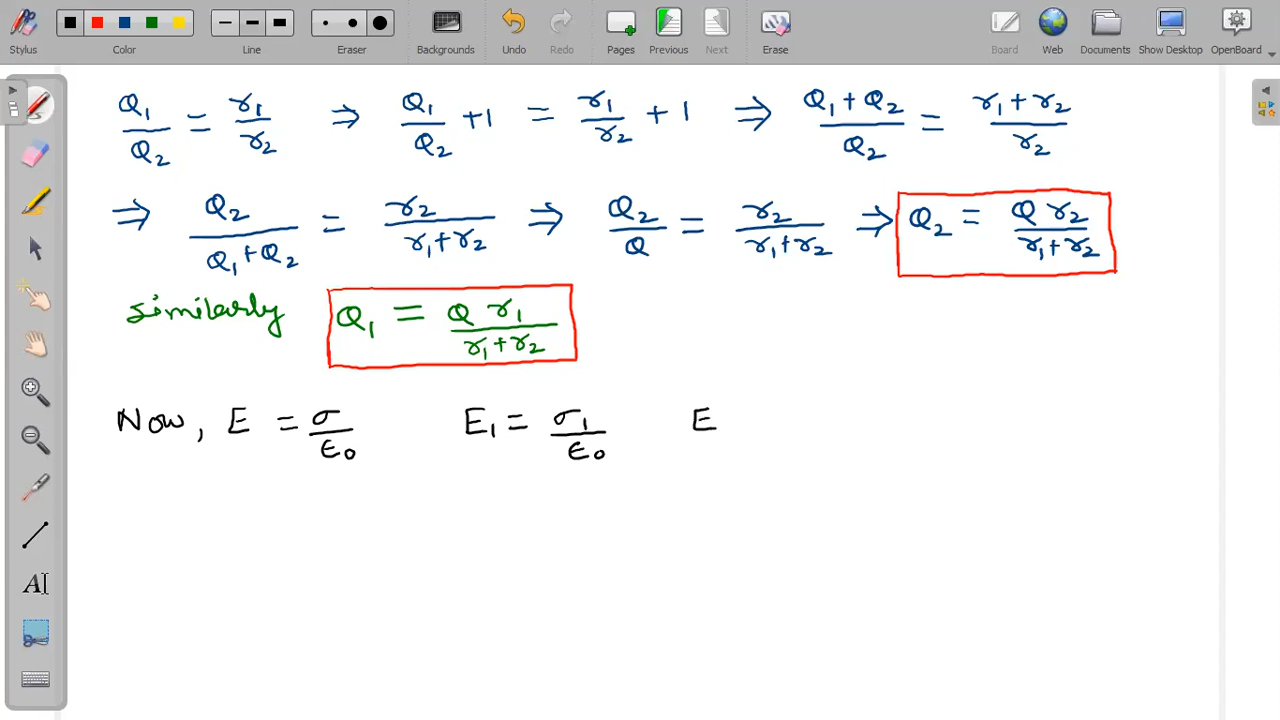 Stylus Color Line Eraser Backgrounds Undo Redo Pages Previous Next Erase Board Web Documents Show Desktop OpenBoard
Q₁/Q₂ = r₁/r₂ ⇒ Q₁/Q₂ + 1 = r₁/r₂ + 1 ⇒ (Q₁ + Q₂)/Q₂ = (r₁ + r₂)/r₂
⇒ Q₂/(Q₁ + Q₂) = r₂/(r₁ + r₂) ⇒ Q₂/Q = r₂/(r₁ + r₂) ⇒ Q₂ = Q r₂/(r₁ + r₂)
similarly Q₁ = Q r₁/(r₁ + r₂)
Now, E = σ/ε₀ E₁ = σ₁/ε₀ E